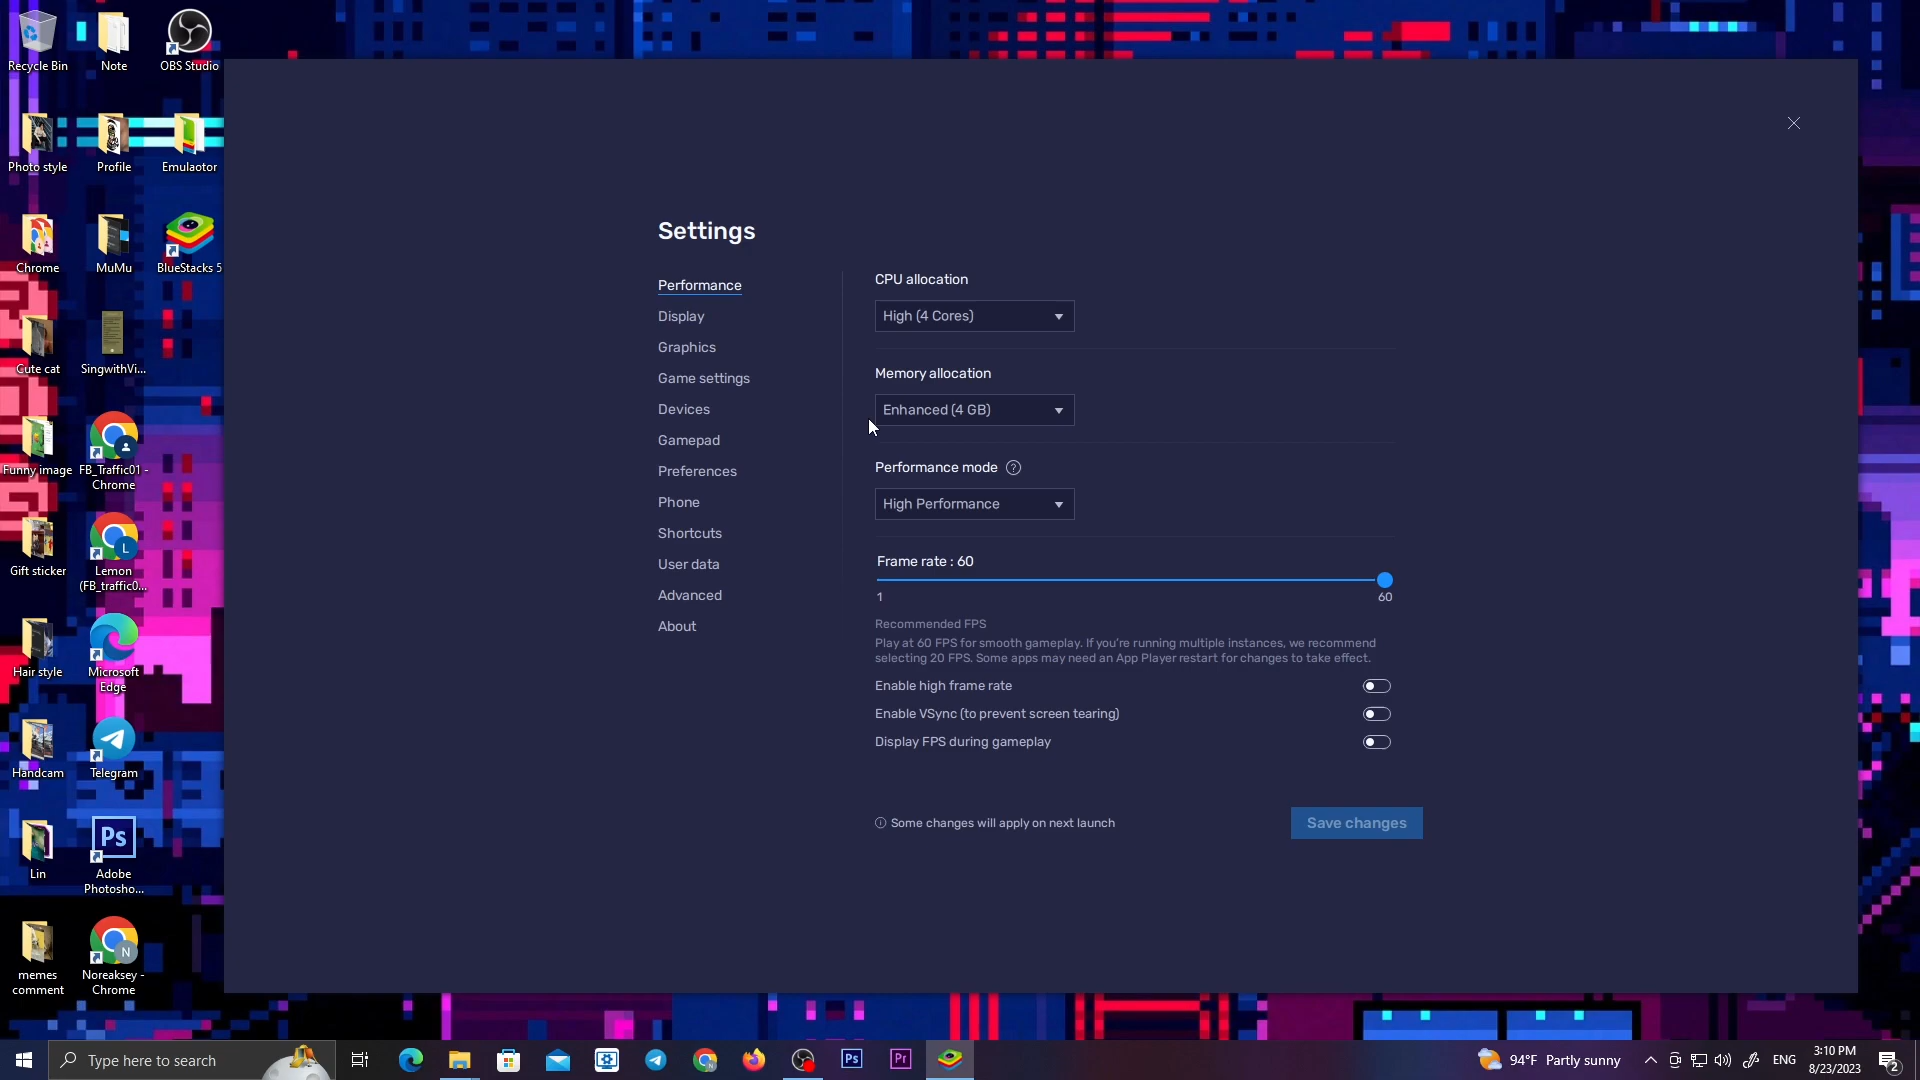 Recycle Bin
Note
OBS Studio
Photo style
Profile
Emulaotor
Chrome
MuMu
BlueStacks 5
Cute cat
SingwithVi...
Funny image
FB_Traffic01 -
Chrome
Gift sticker
L
Lemon
(FB_traffic0...
Hair style
Microsoft
Edge
Handcam
Telegram
Lin
Ps
Adobe
Photosho...
memes
comment
N
Noreaksey -
Chrome
Settings
Performance
Display
Graphics
Game settings
Devices
Gamepad
Preferences
Phone
Shortcuts
User data
Advanced
About
CPU allocation
High (4 Cores)
Memory allocation
Enhanced (4 GB)
Performance mode ?
High Performance
Frame rate : 60
1
60
Recommended FPS
Play at 60 FPS for smooth gameplay. If you're running multiple instances, we recommend
selecting 20 FPS. Some apps may need an App Player restart for changes to take effect.
Enable high frame rate
Enable VSync (to prevent screen tearing)
Display FPS during gameplay
Some changes will apply on next launch
Save changes
Type here to search
Ps
Pr
94°F Partly sunny
ENG
3:10 PM
8/23/2023
2